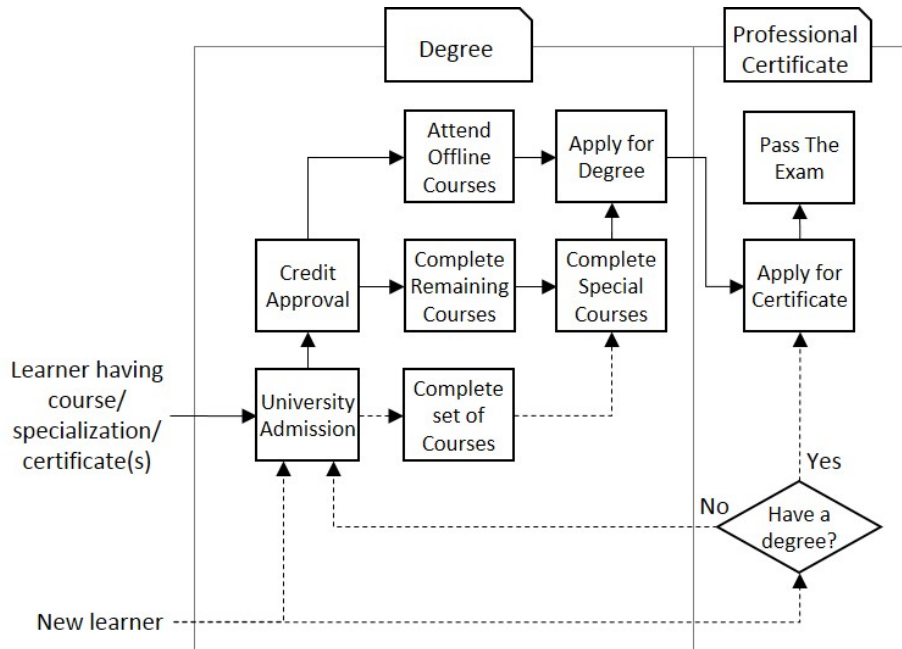 Degree
Professional
Certificate
Attend
Offline
Courses
Apply for
Degree
Pass The
Exam
Credit
Approval
Complete
Remaining
Courses
Complete
Special
Courses
Apply for
Certificate
Learner having
course/
specialization/
certificate(s)
University
Admission
Complete
set of
Courses
Yes
No
Have a
degree?
New learner